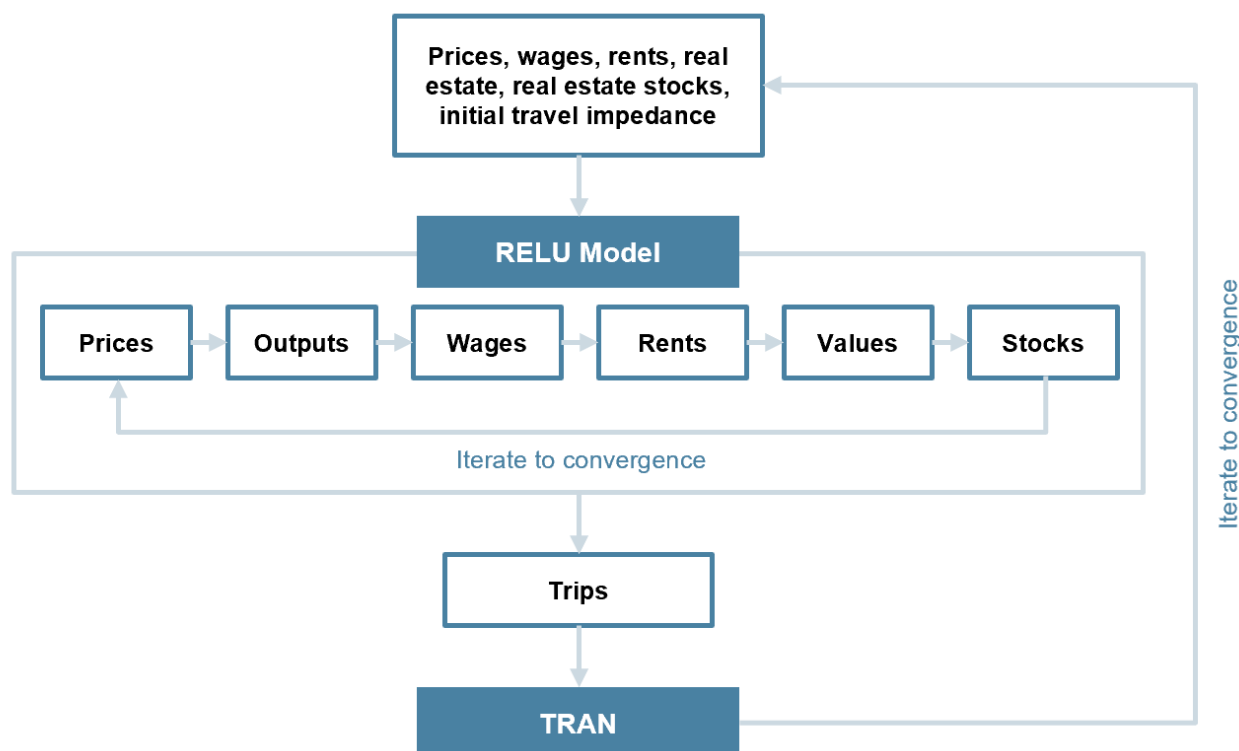 Prices, wages, rents, real
estate, real estate stocks,
initial travel impedance
RELU Model
Prices
Outputs
Wages
Rents
Values
Stocks
Iterate to convergence
Trips
TRAN
Iterate to convergence